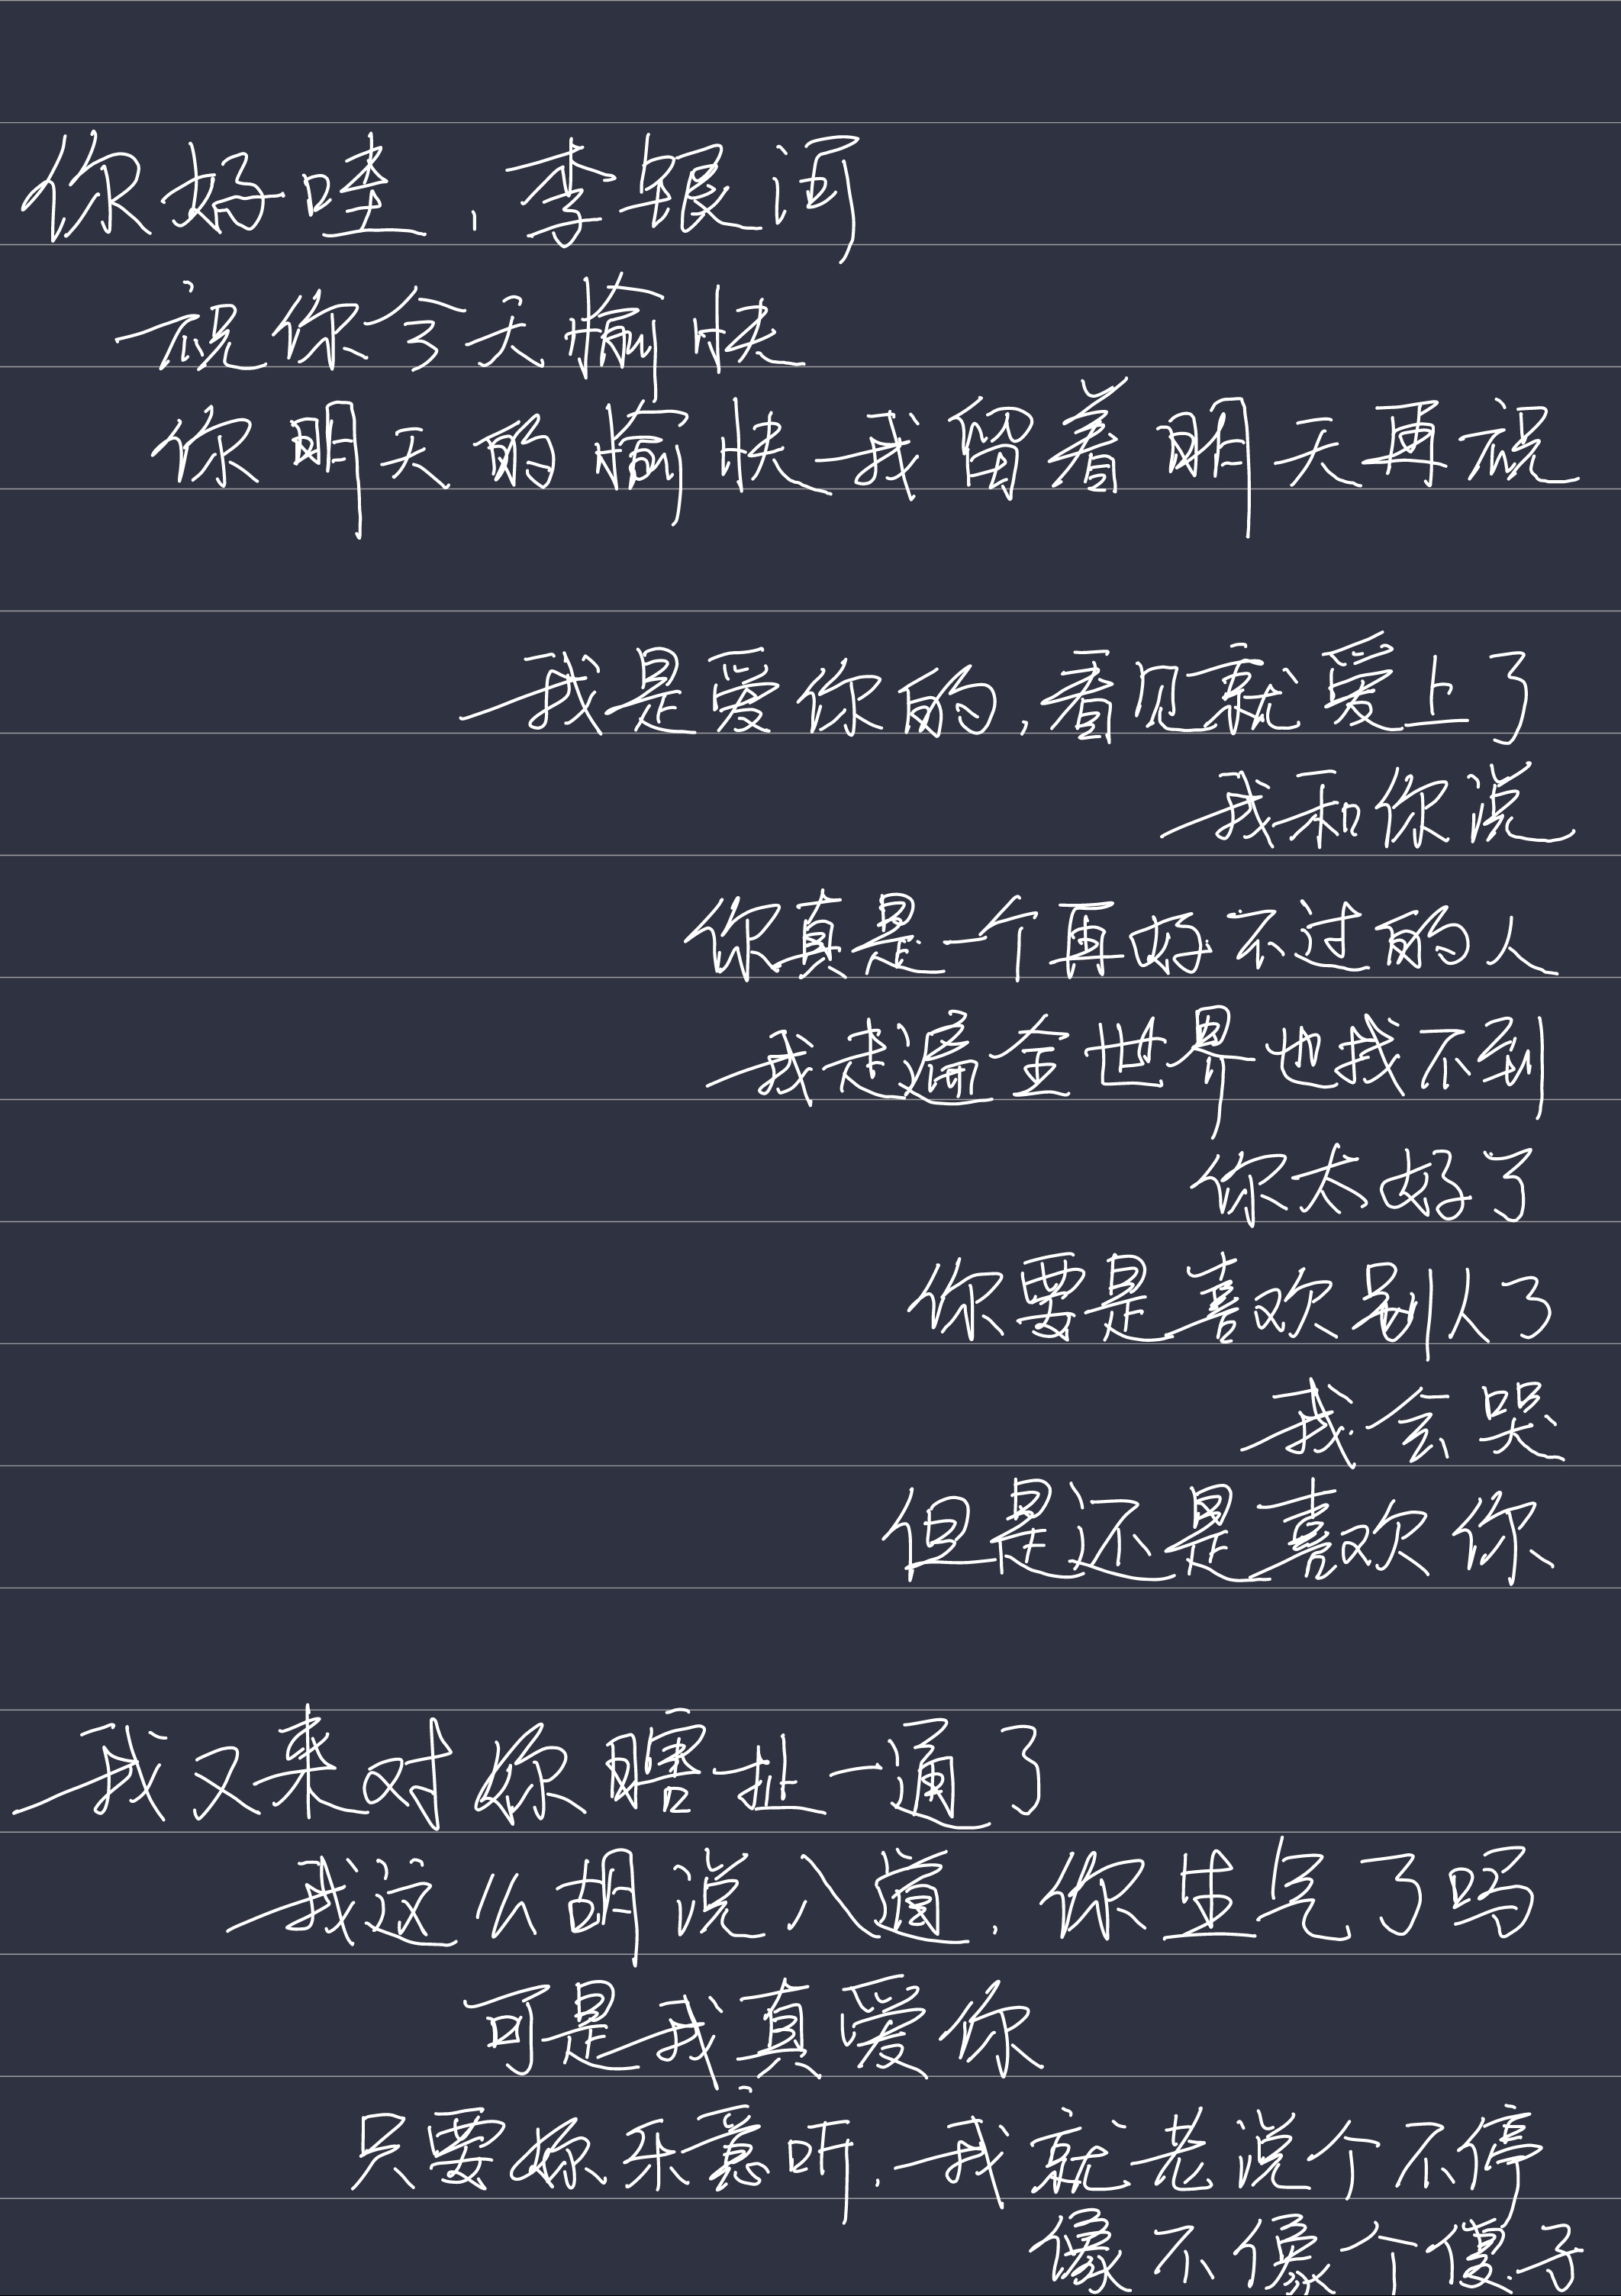 你好哇，李银河
祝你今天愉快
你明天的愉快我留着明天再祝
我是爱你的，看见就爱上了
我和你说
你真是一个再好不过的人
我走遍全世界也找不到
你太好了
你要是喜欢别人了
我会哭
但是还是喜欢你
我又来对妳瞎扯一通了
我这么胡说八道，你生气了吗
可是我真爱你
只要妳乐意听，我就老说个不停
像不像个傻子